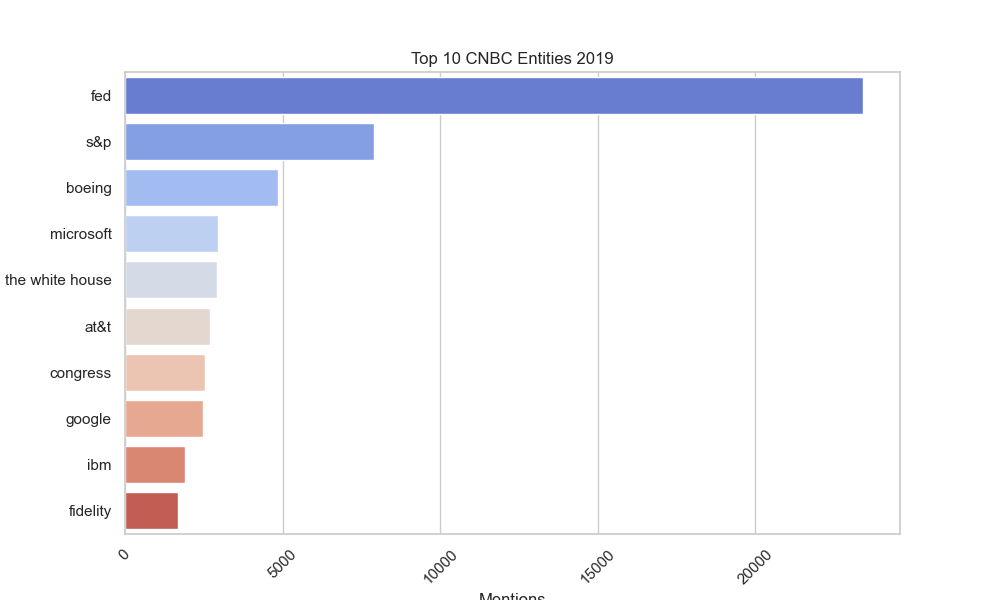 Top 10 CNBC Entities 2019
fed
s&p
boeing
microsoft
the white house
at&t
congress
google
ibm
fidelity
0
5000
10000
15000
20000
Mentions